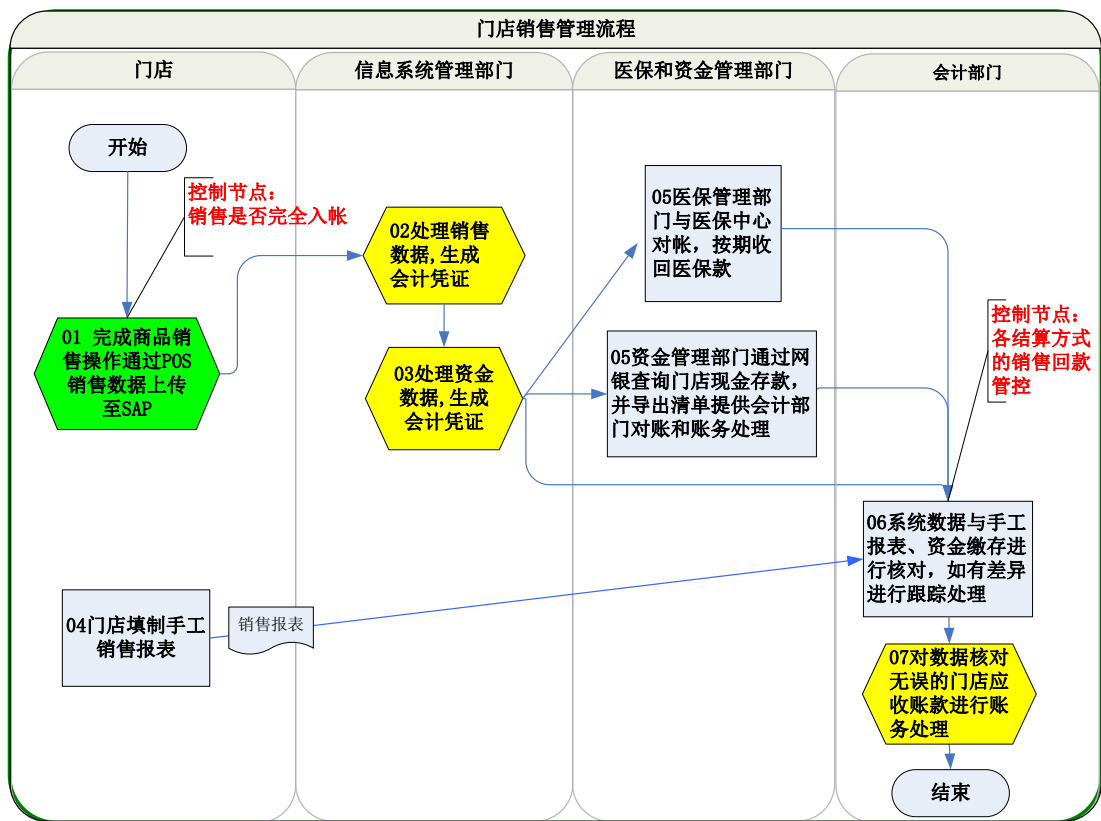 门店销售管理流程
门店
信息系统管理部门
医保和资金管理部门
会计部门
开始
控制节点：
销售是否完全入帐
01 完成商品销
售操作通过POS
销售数据上传
至SAP
02处理销售
数据,生成
会计凭证
03处理资金
数据,生成
会计凭证
05医保管理部
门与医保中心
对帐，按期收
回医保款
05资金管理部门通过网
银查询门店现金存款，
并导出清单提供会计部
门对账和账务处理
控制节点：
各结算方式
的销售回款
管控
04门店填制手工
销售报表
销售报表
06系统数据与手工
报表、资金缴存进
行核对，如有差异
进行跟踪处理
07对数据核对
无误的门店应
收账款进行账
务处理
结束